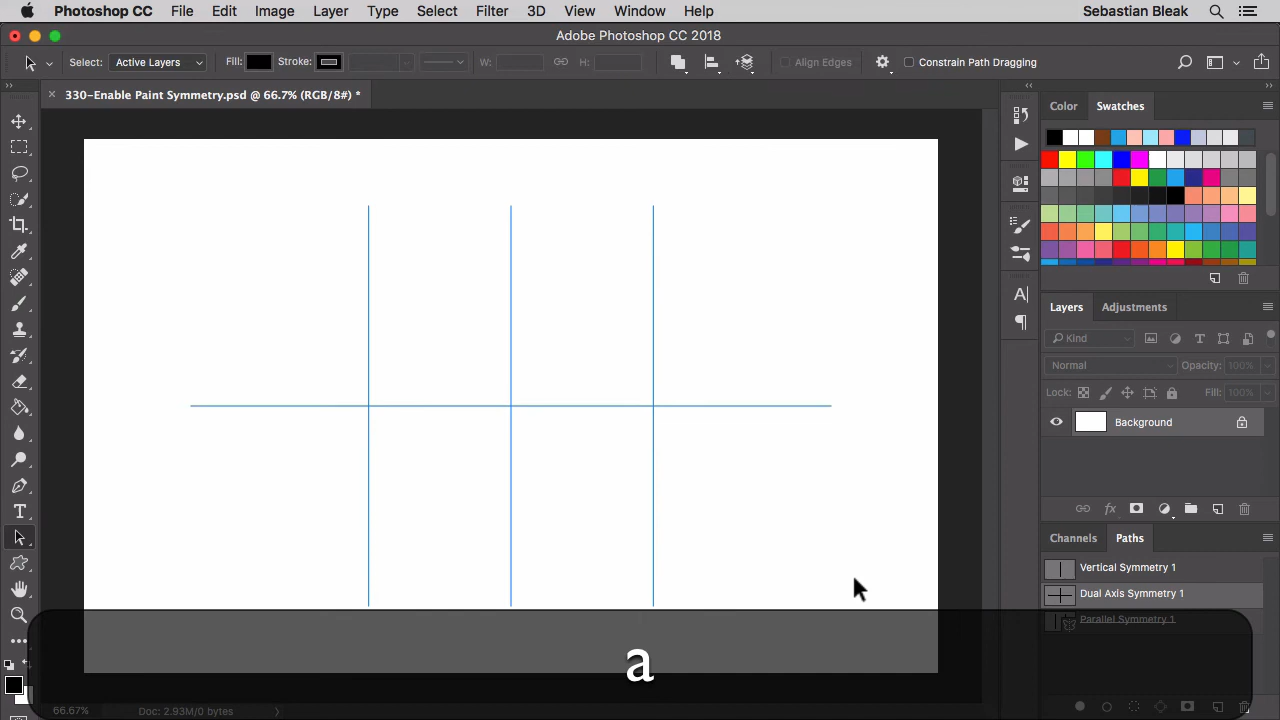 Photoshop CC File Edit Image Layer Type Select Filter 3D View Window Help Sebastian Bleak
Adobe Photoshop CC 2018
Select: Active Layers Fill: Stroke: W: H: Align Edges Constrain Path Dragging
330-Enable Paint Symmetry.psd @ 66.7% (RGB/8#) *
Color Swatches
Layers Adjustments
Kind
Normal Opacity: 100%
Lock: Fill: 100%
Background
Channels Paths
Vertical Symmetry 1
Dual Axis Symmetry 1
Parallel Symmetry 1
a
66.67% Doc: 2.93M/0 bytes